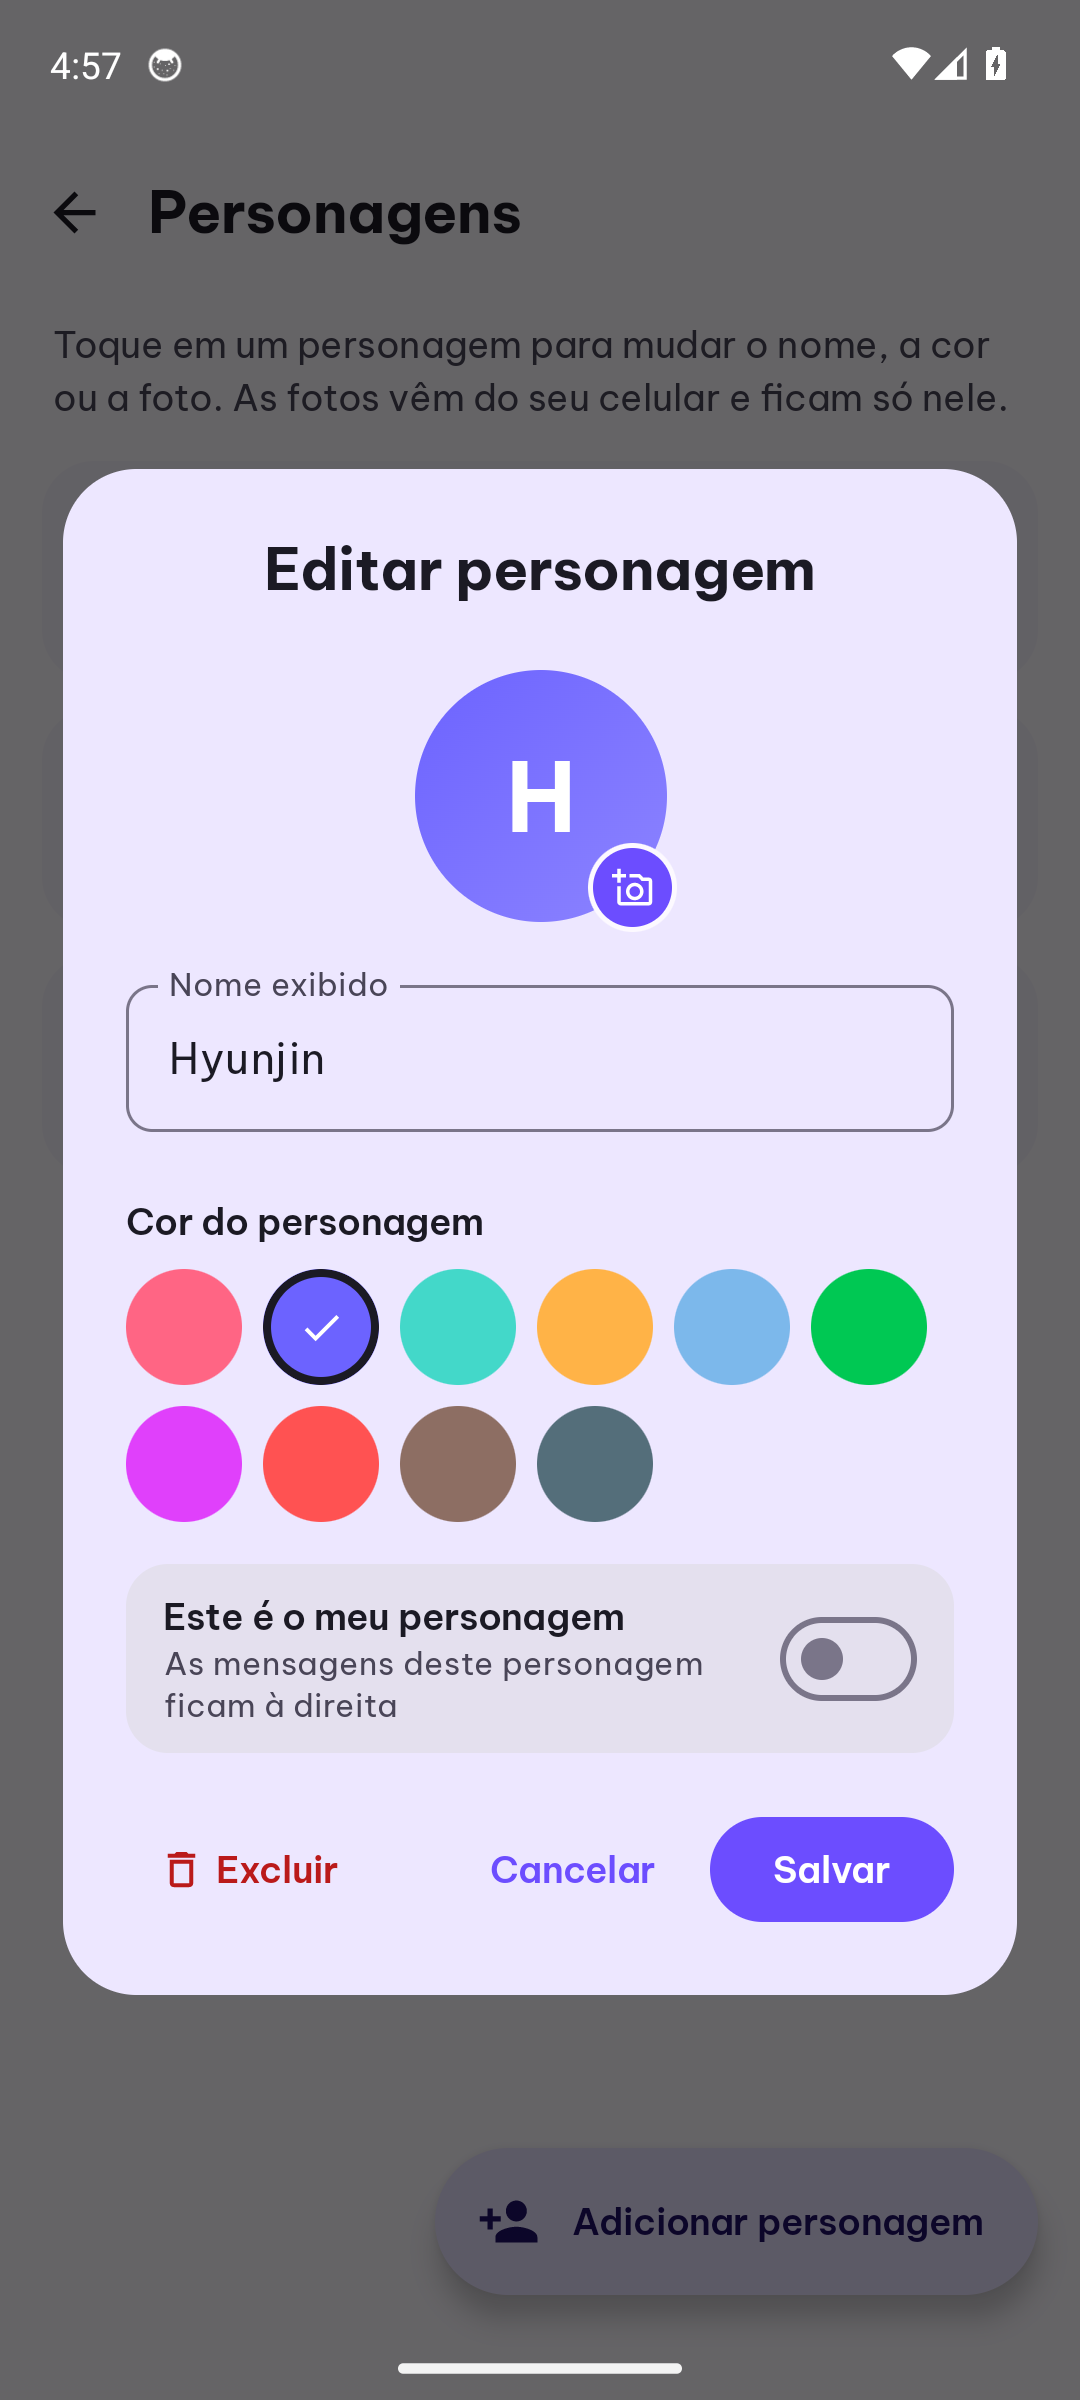 4:57
Personagens
Toque em um personagem para mudar o nome, a cor
ou a foto. As fotos vêm do seu celular e ficam só nele.
Editar personagem
H
Nome exibido
Hyunjin
Cor do personagem
Este é o meu personagem
As mensagens deste personagem
ficam à direita
Excluir
Cancelar
Salvar
Adicionar personagem